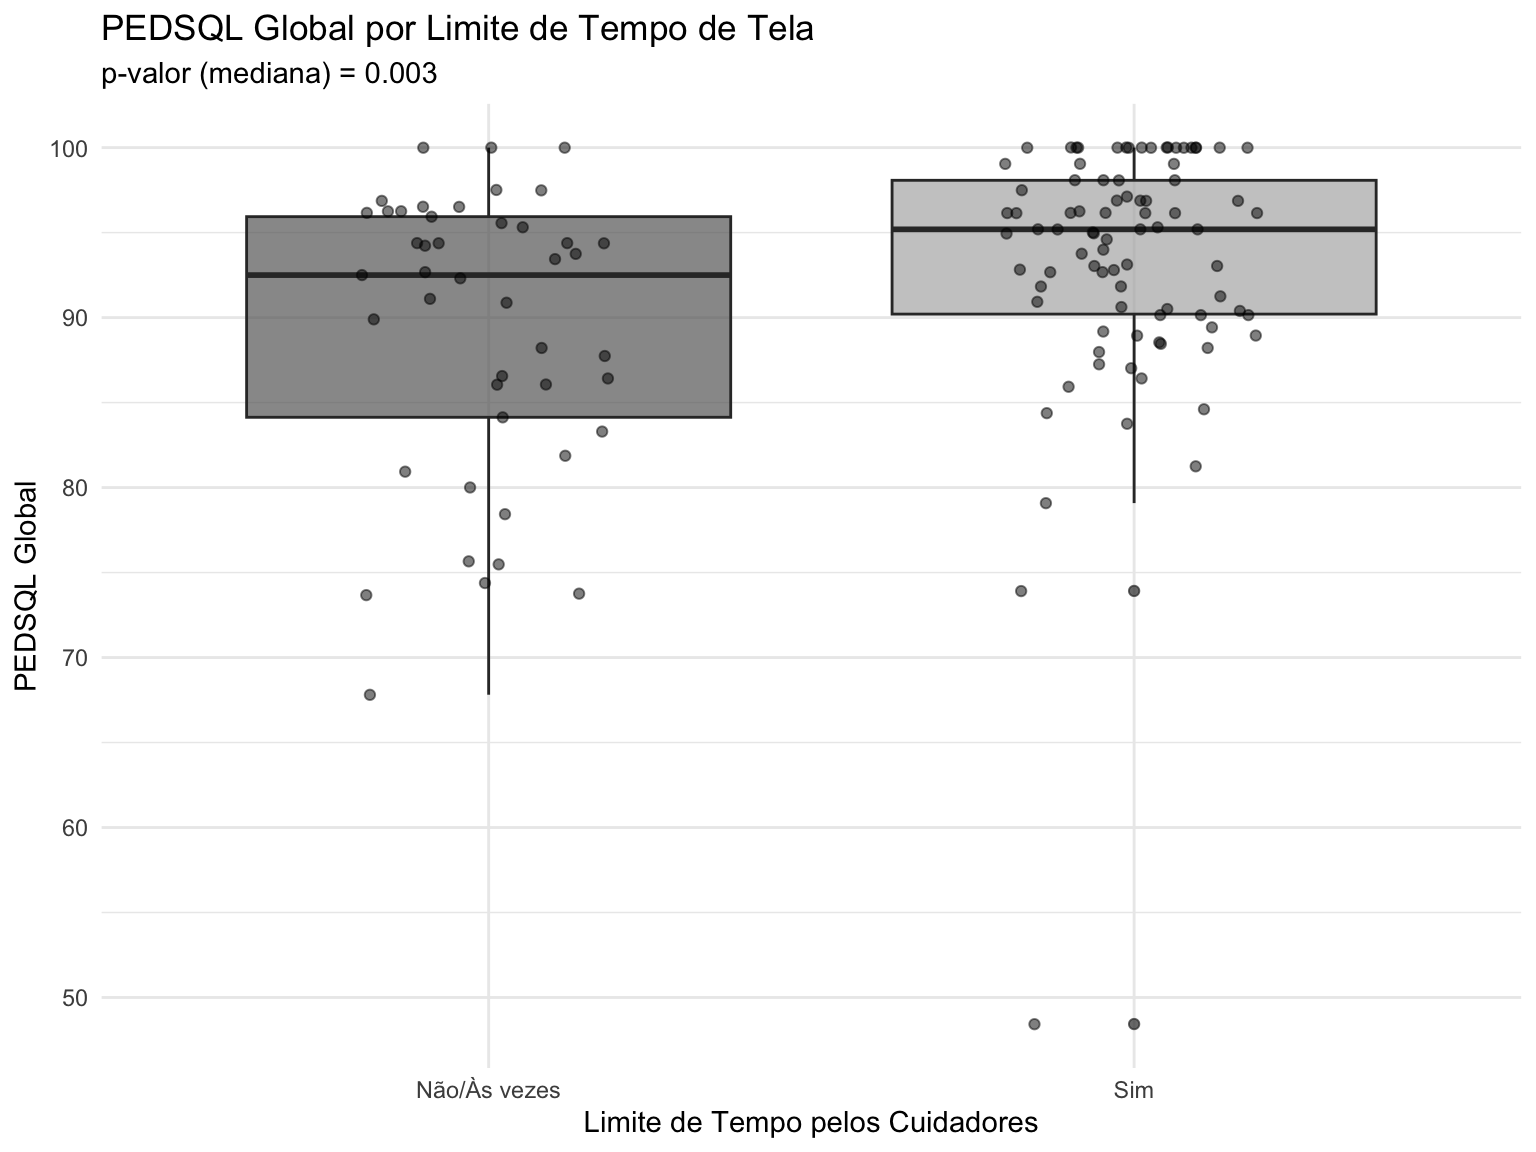 PEDSQL Global por Limite de Tempo de Tela
p-valor (mediana) = 0.003
PEDSQL Global
100
90
80
70
60
50
Não/Às vezes
Sim
Limite de Tempo pelos Cuidadores